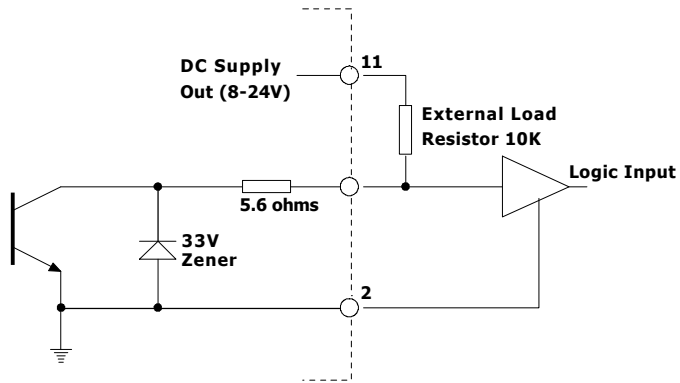 11
DC Supply
Out (8-24V)
External Load
Resistor 10K
Logic Input
5.6 ohms
33V
Zener
2